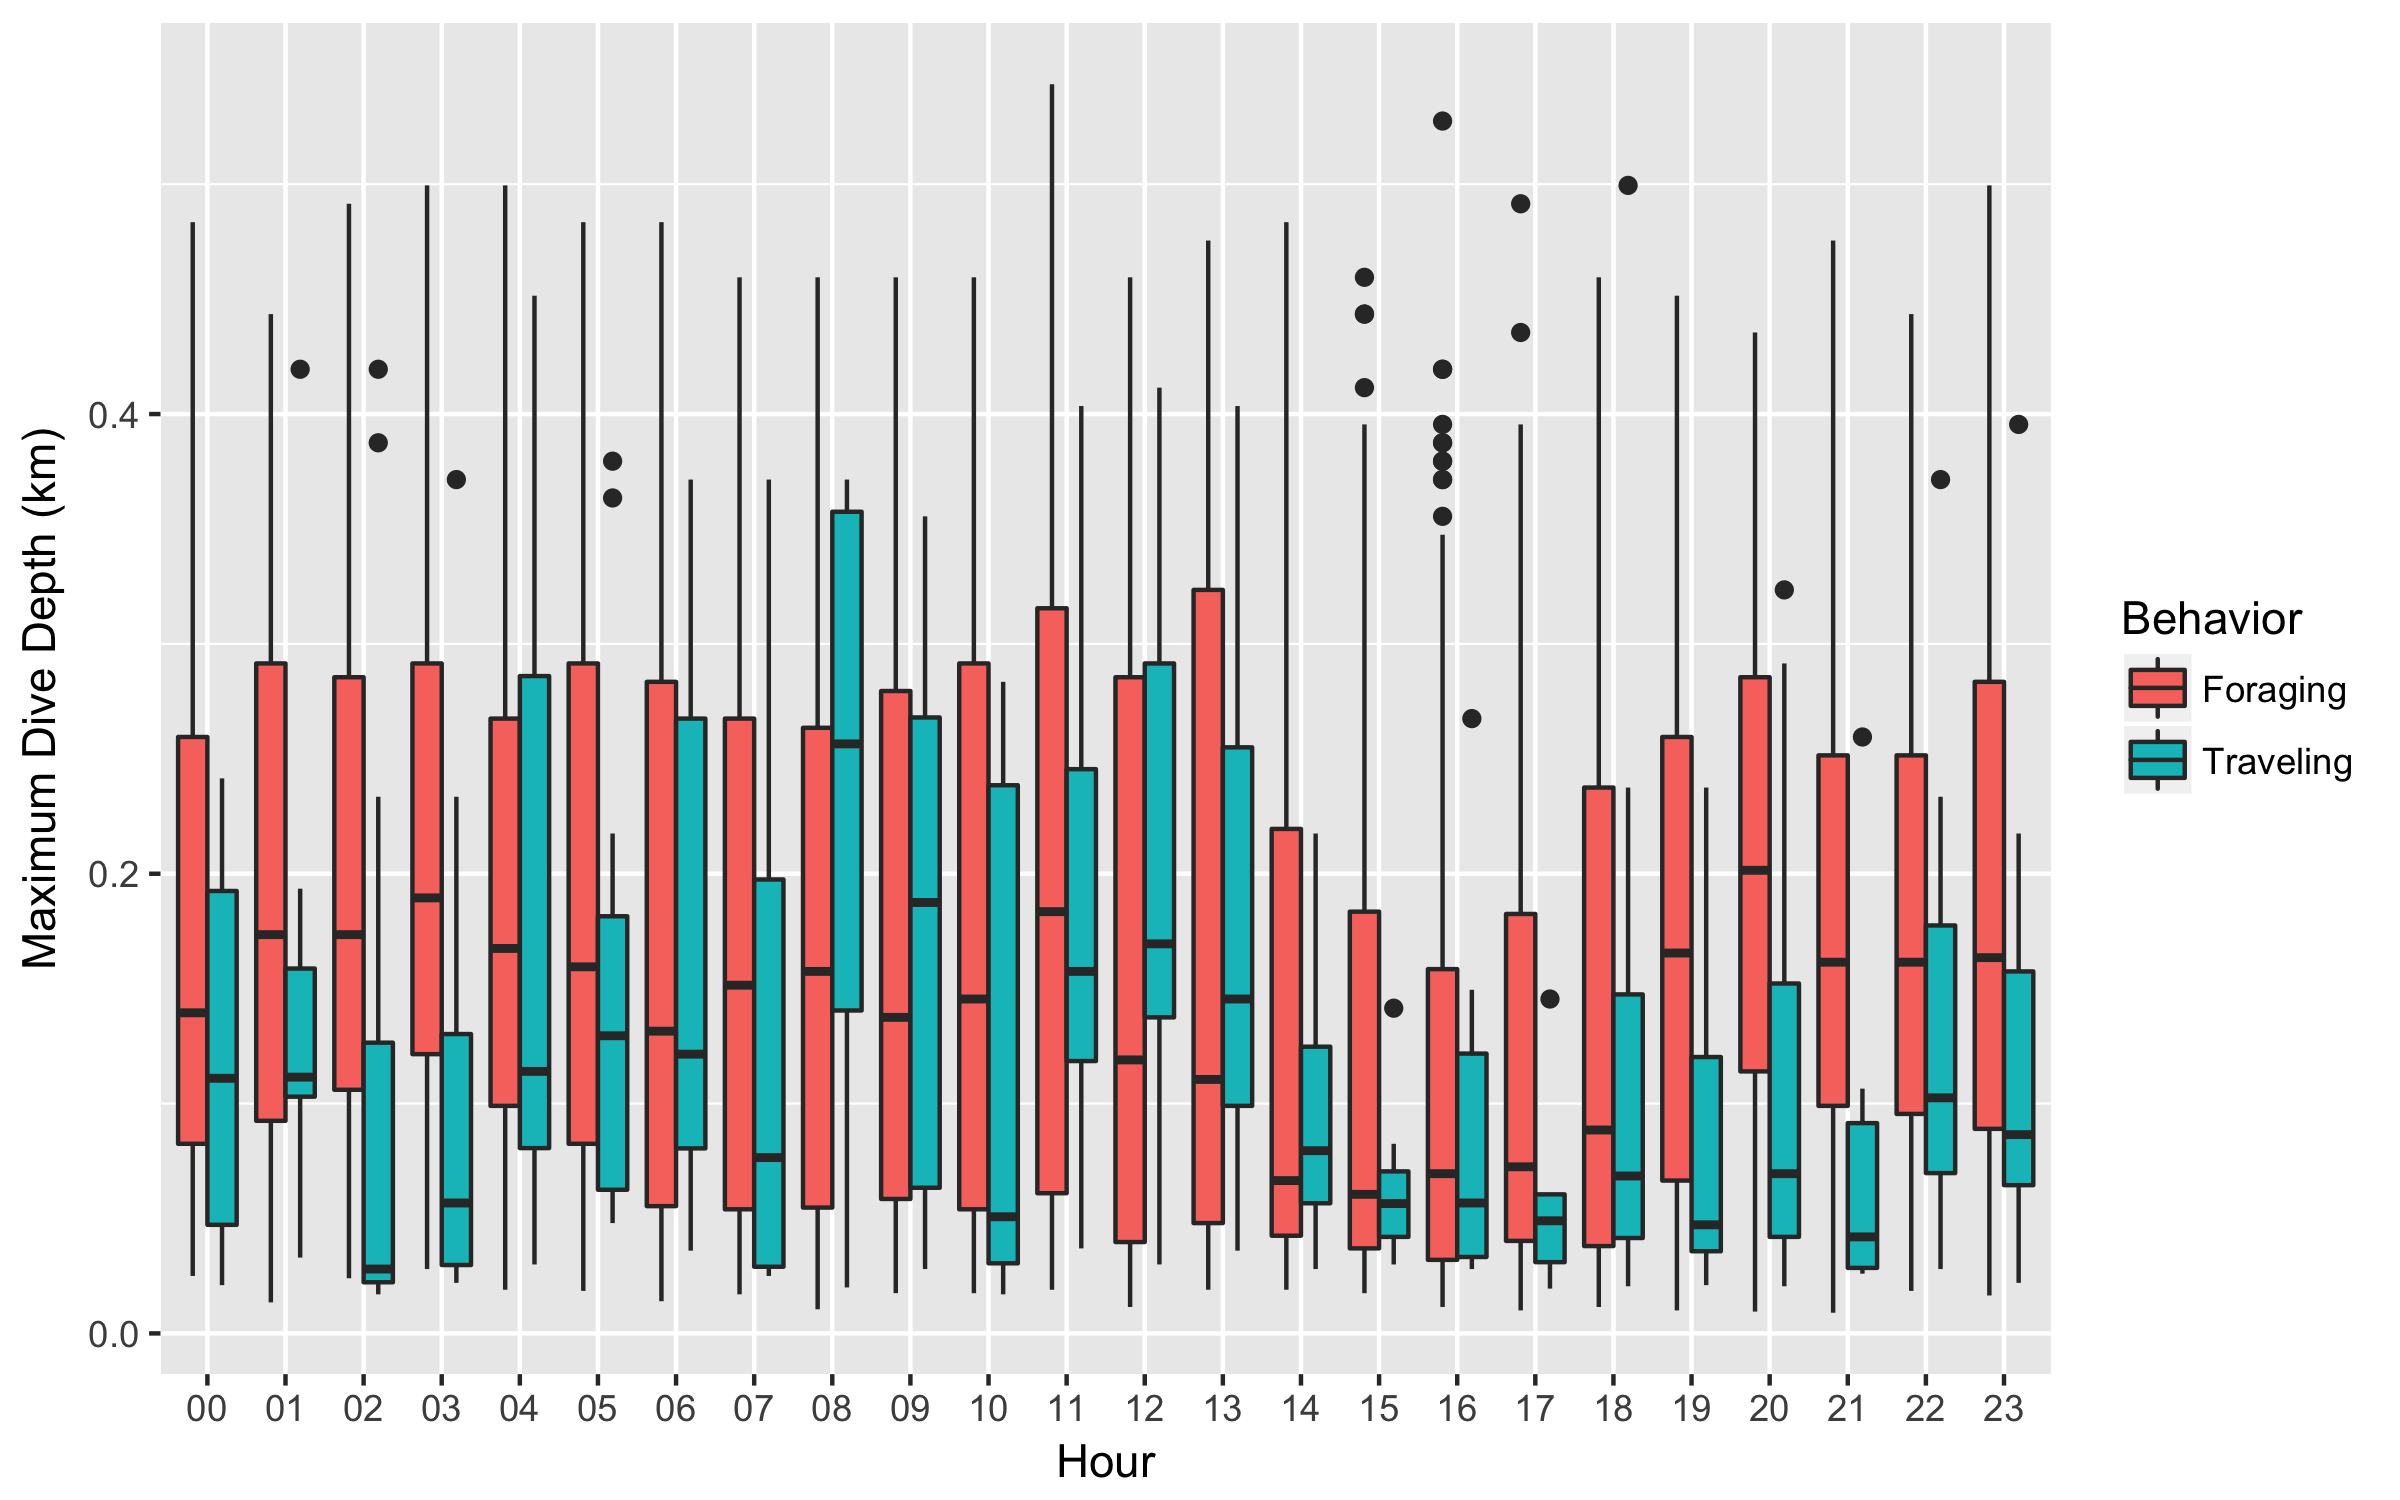 Maximum Dive Depth (km)
0.4
0.2
0.0
00 01 02 03 04 05 06 07 08 09 10 11 12 13 14 15 16 17 18 19 20 21 22 23
Hour
Behavior
Foraging
Traveling